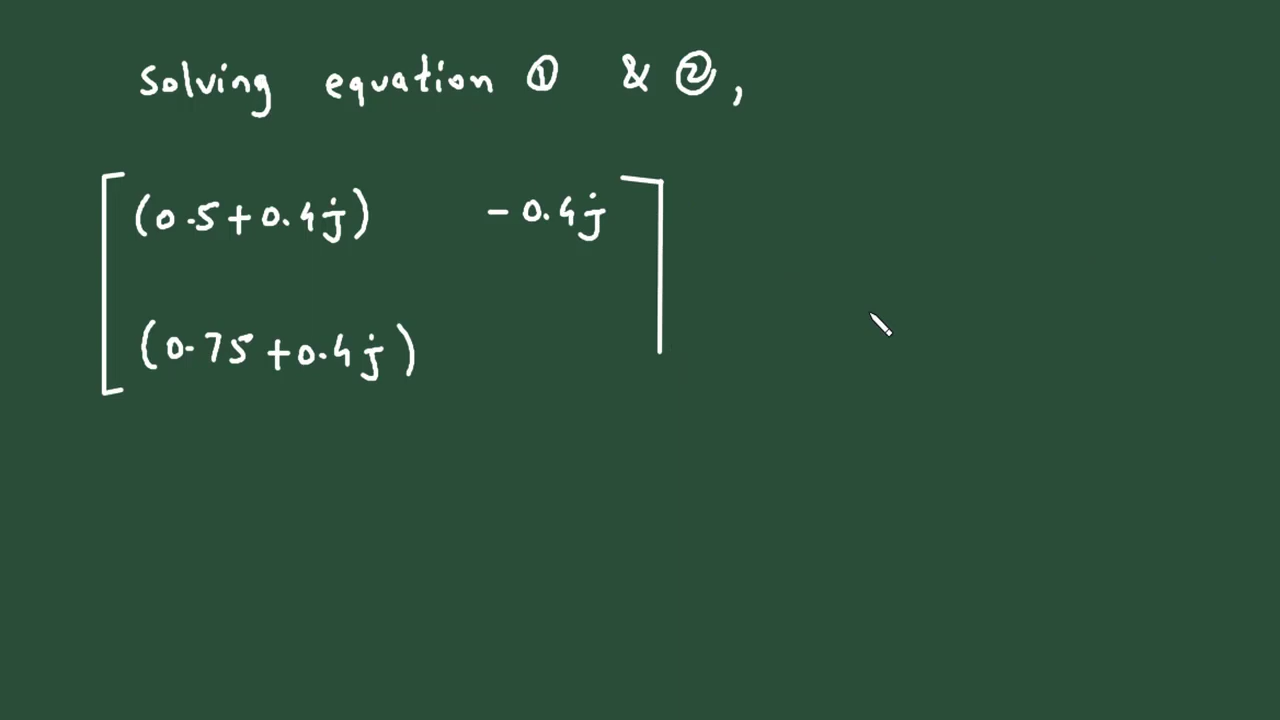 Solving equation ① & ②,
(0.5+0.4j) -0.4j
(0.75+0.4j)